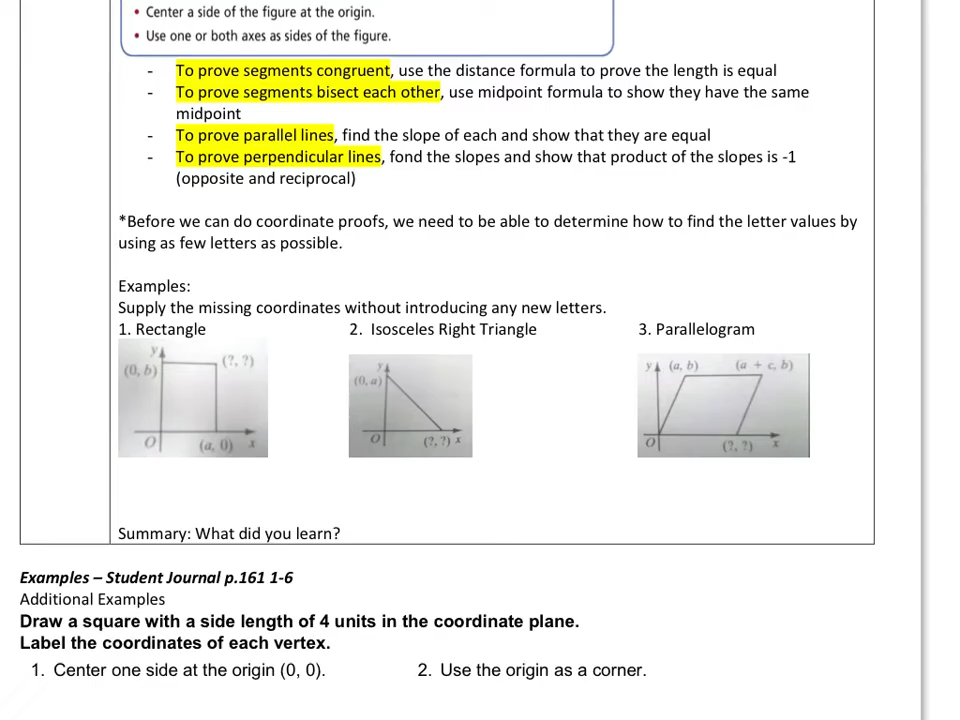 • Center a side of the figure at the origin.
• Use one or both axes as sides of the figure.
- To prove segments congruent, use the distance formula to prove the length is equal
- To prove segments bisect each other, use midpoint formula to show they have the same
midpoint
- To prove parallel lines, find the slope of each and show that they are equal
- To prove perpendicular lines, fond the slopes and show that product of the slopes is -1
(opposite and reciprocal)
*Before we can do coordinate proofs, we need to be able to determine how to find the letter values by
using as few letters as possible.
Examples:
Supply the missing coordinates without introducing any new letters.
1. Rectangle 2. Isosceles Right Triangle 3. Parallelogram
y (0, b) (?, ?) O (a, 0) x
y (0, a) O (?, ?) x
y (a, b) (a + c, b) O (?, ?) x
Summary: What did you learn?
Examples – Student Journal p.161 1-6
Additional Examples
Draw a square with a side length of 4 units in the coordinate plane.
Label the coordinates of each vertex.
1. Center one side at the origin (0, 0). 2. Use the origin as a corner.